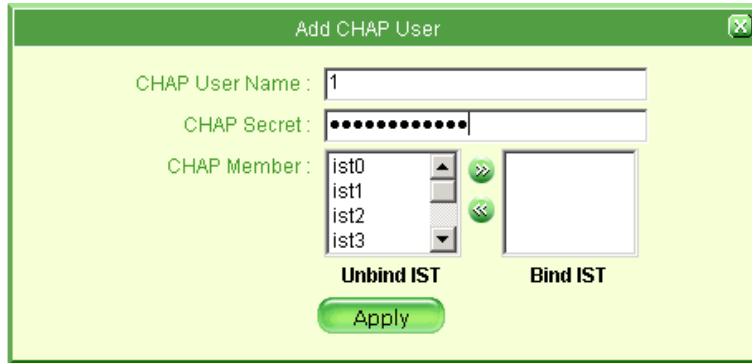 Add CHAP User
CHAP User Name : 1
CHAP Secret : ●●●●●●●●●●●●
CHAP Member :
ist0
ist1
ist2
ist3
Unbind IST Bind IST
Apply